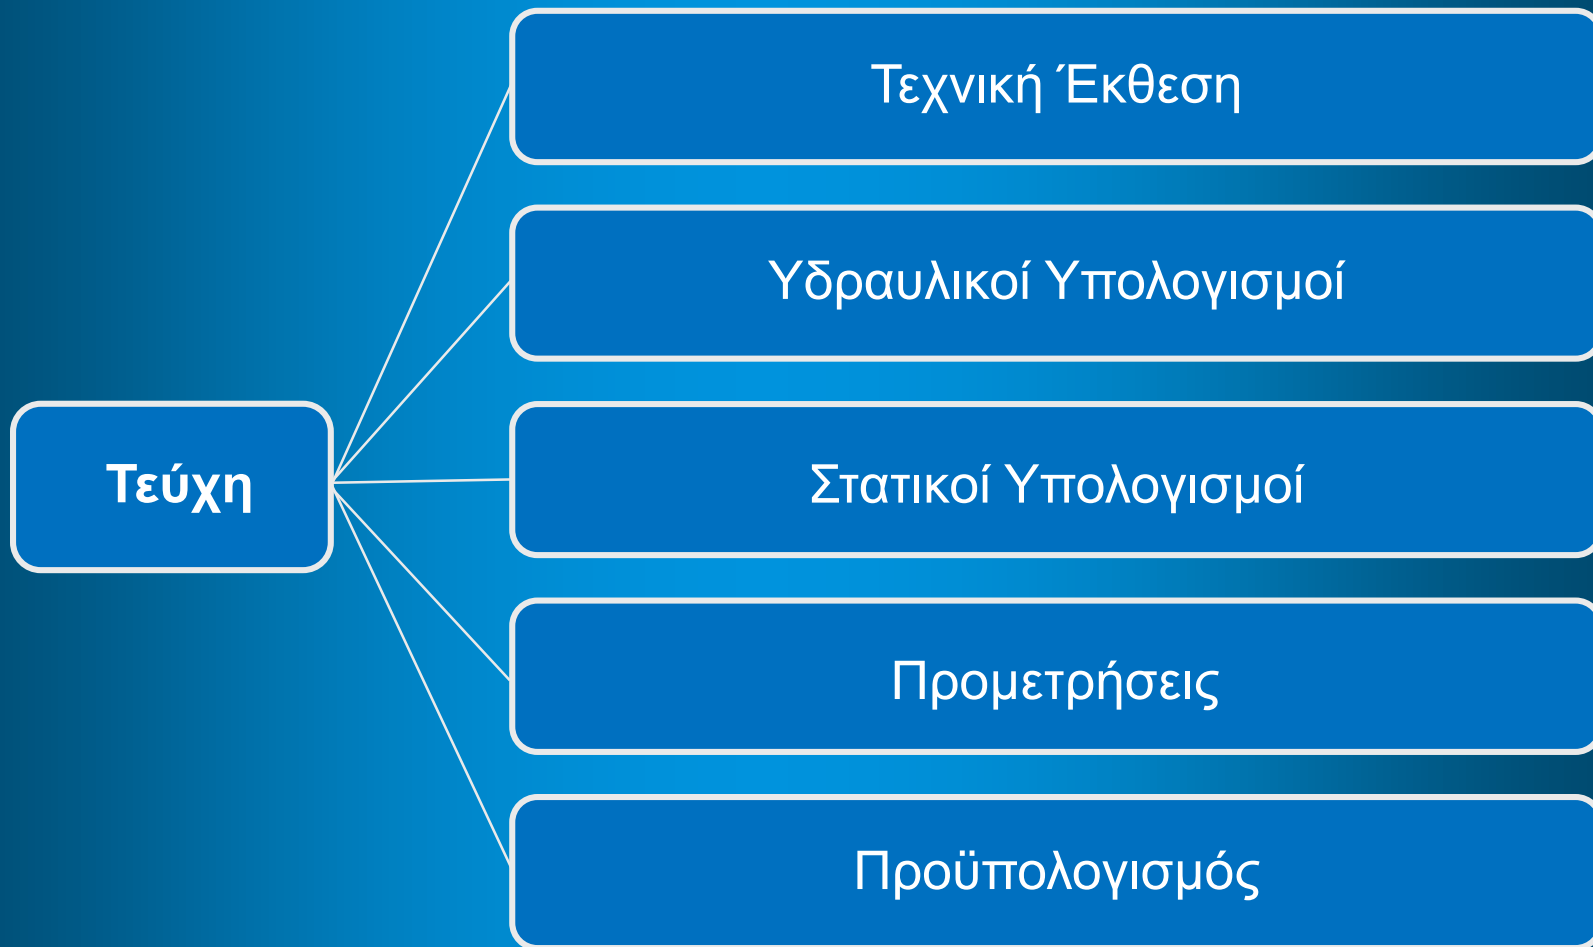 Τεχνική Έκθεση
Υδραυλικοί Υπολογισμοί
Τεύχη
Στατικοί Υπολογισμοί
Προμετρήσεις
Προϋπολογισμός